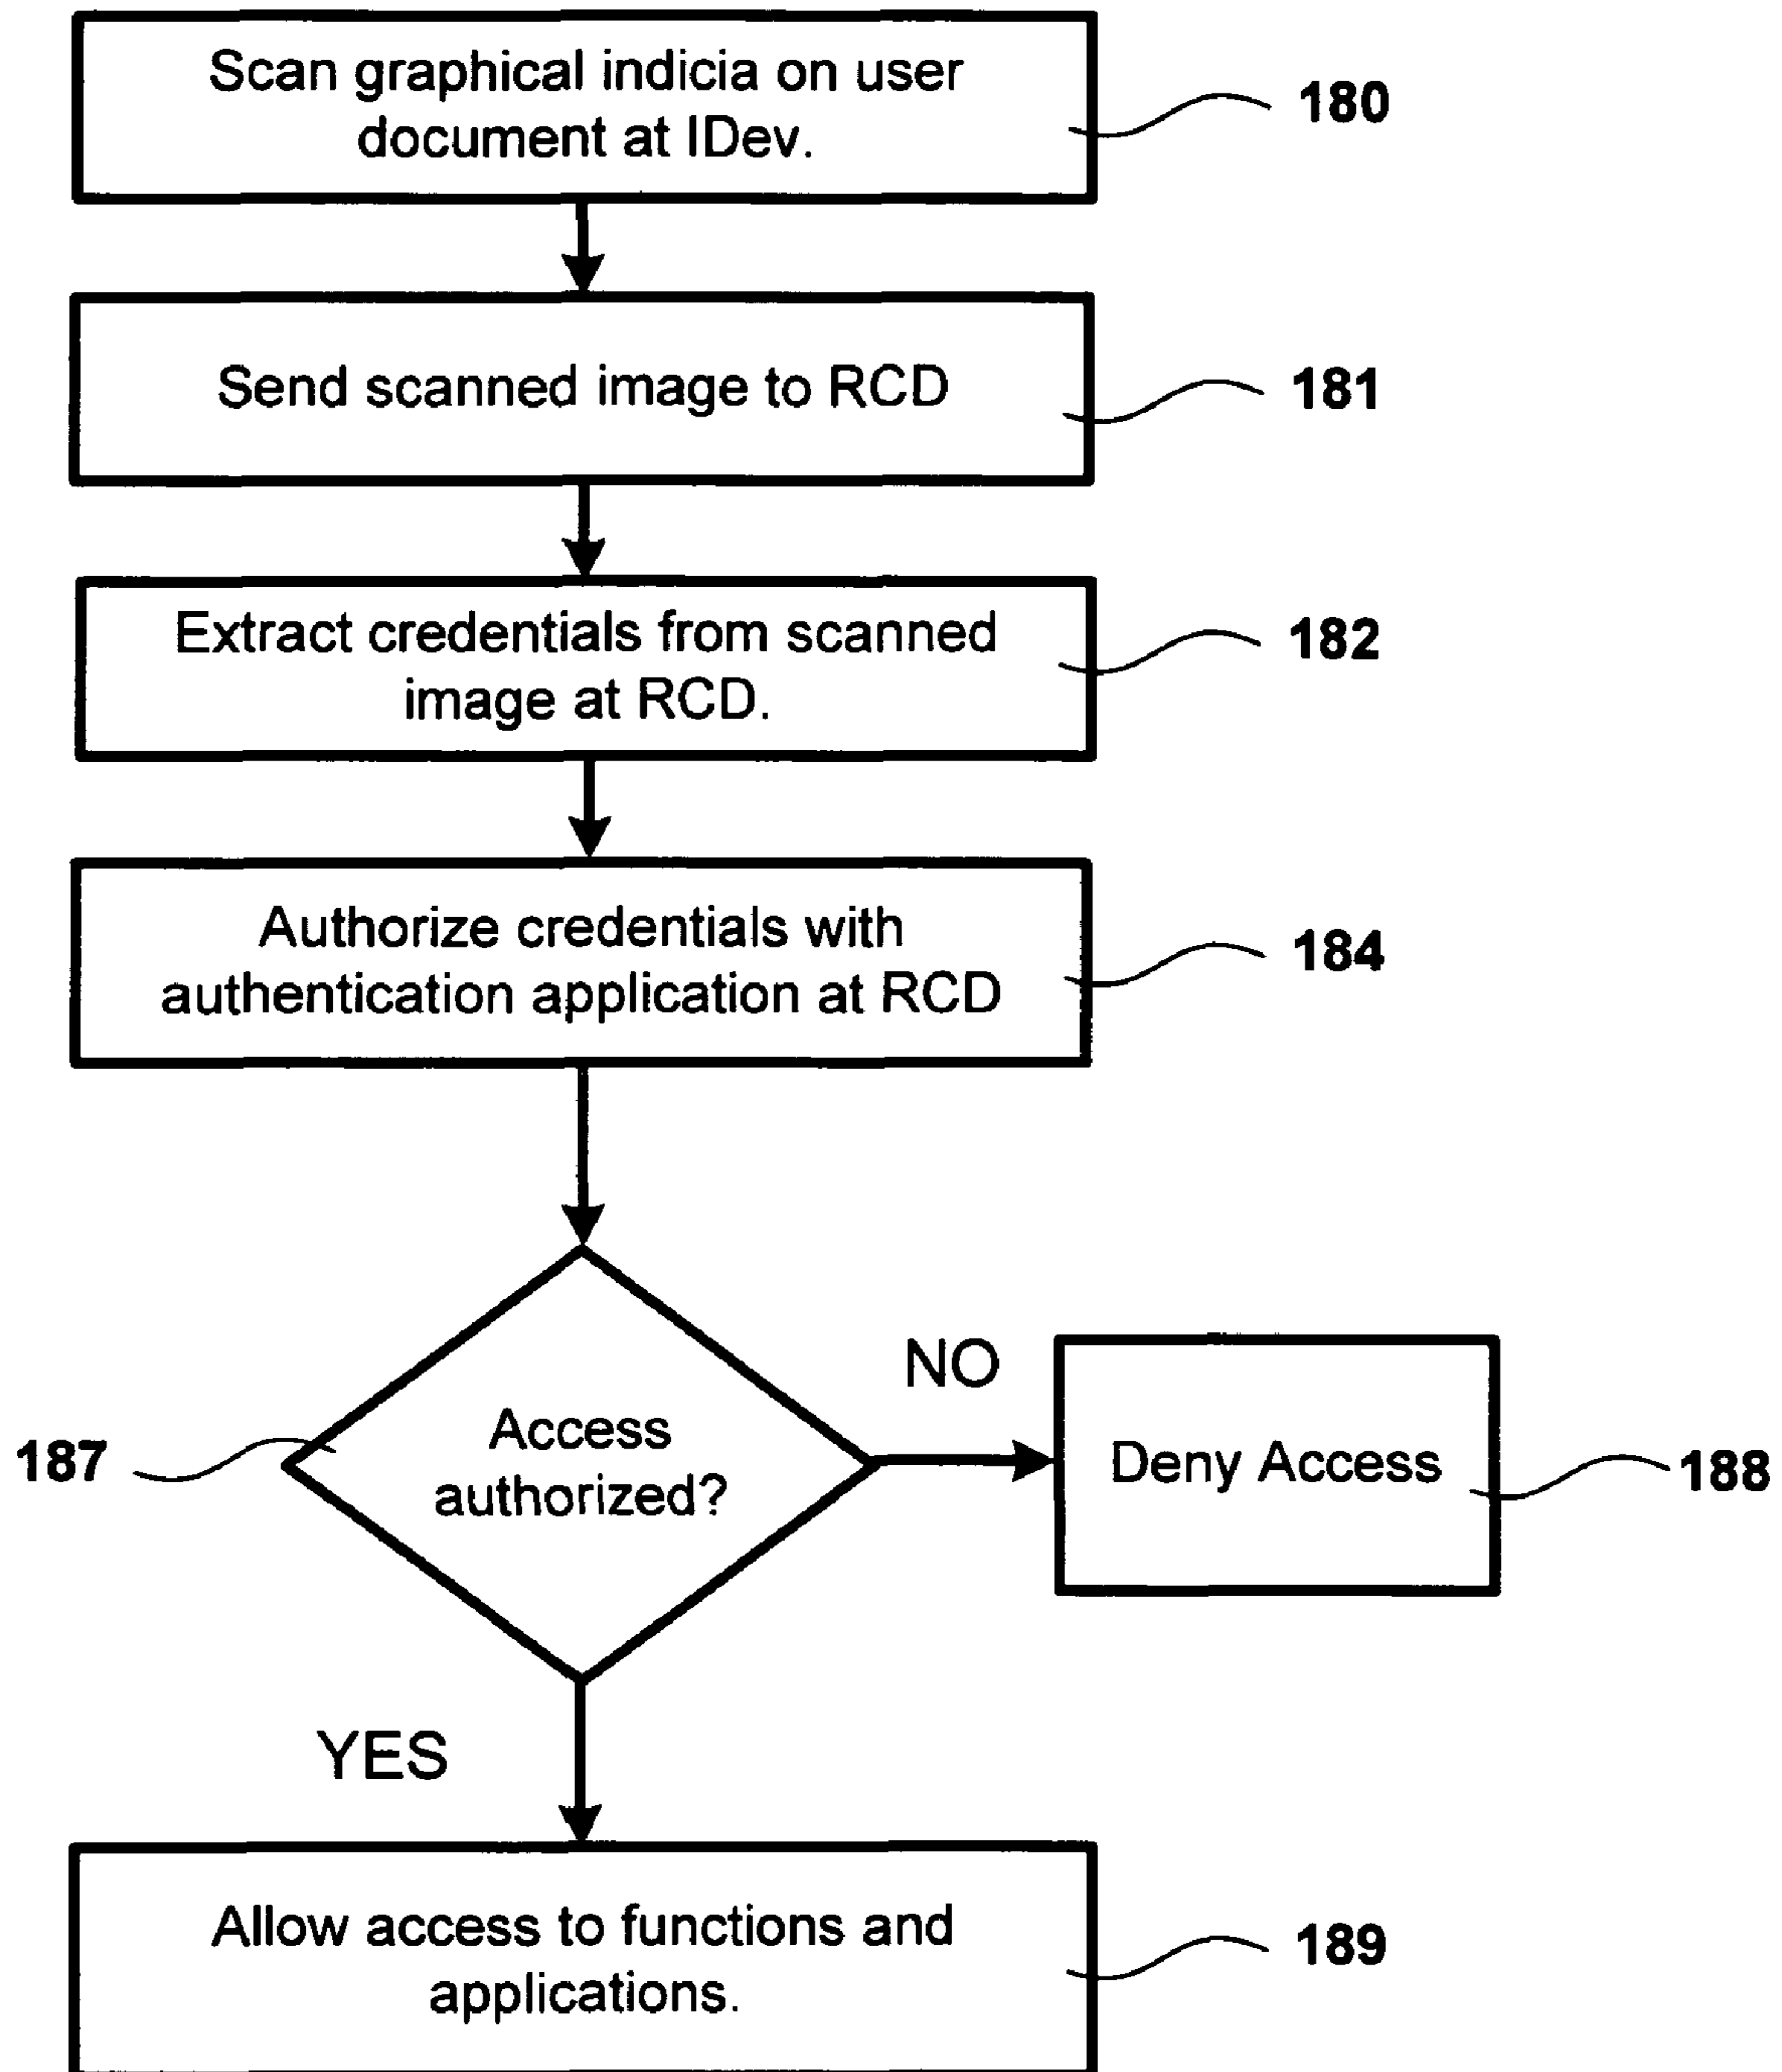 Scan graphical indicia on user
document at IDev.
180
Send scanned image to RCD
181
Extract credentials from scanned
image at RCD.
182
Authorize credentials with
authentication application at RCD
184
Access
authorized?
187
NO
Deny Access
188
YES
Allow access to functions and
applications.
189